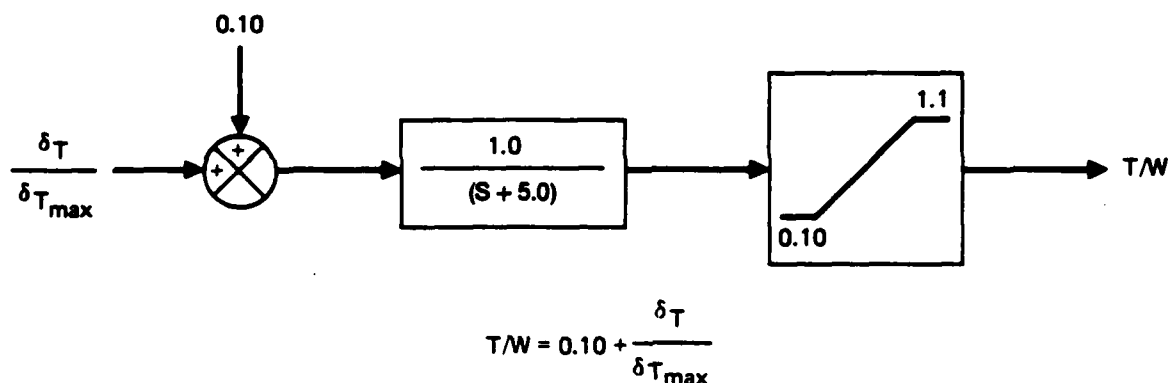 0.10
δT
δTmax
+
+
1.0
(S + 5.0)
1.1
0.10
T/W
T/W = 0.10 + δT
δTmax